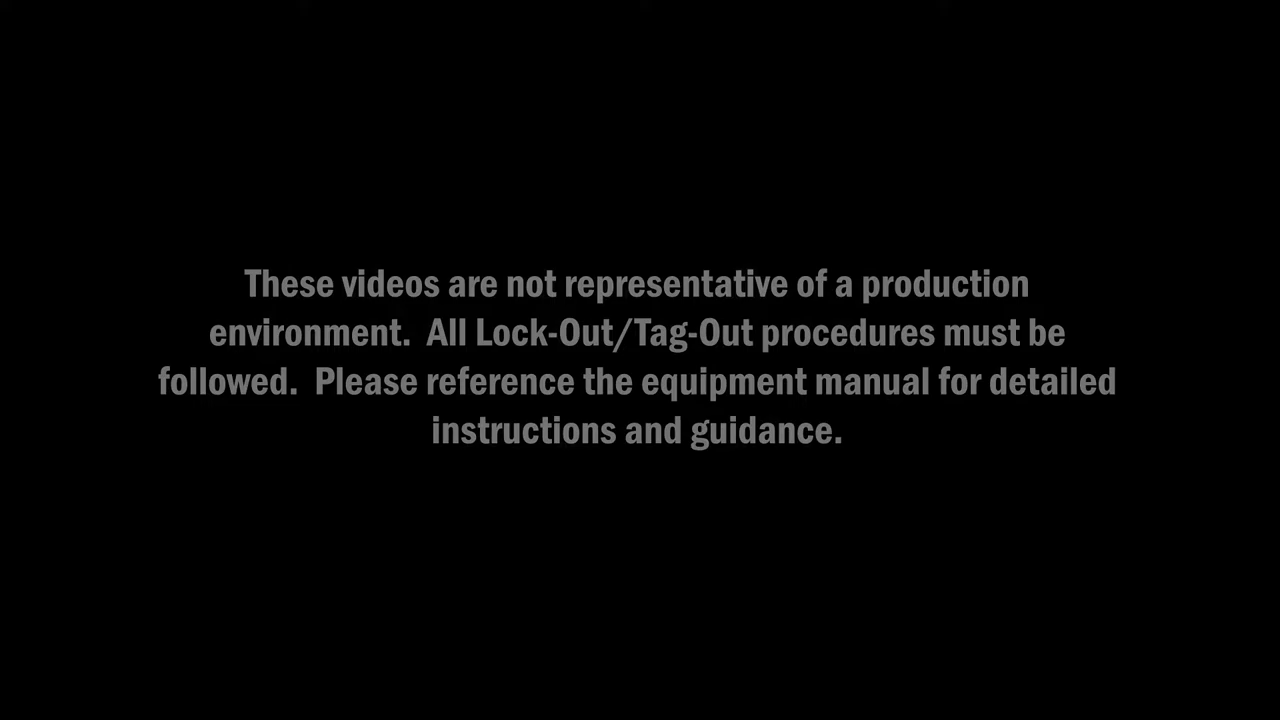 These videos are not representative of a production
environment.  All Lock-Out/Tag-Out procedures must be
followed.  Please reference the equipment manual for detailed
instructions and guidance.